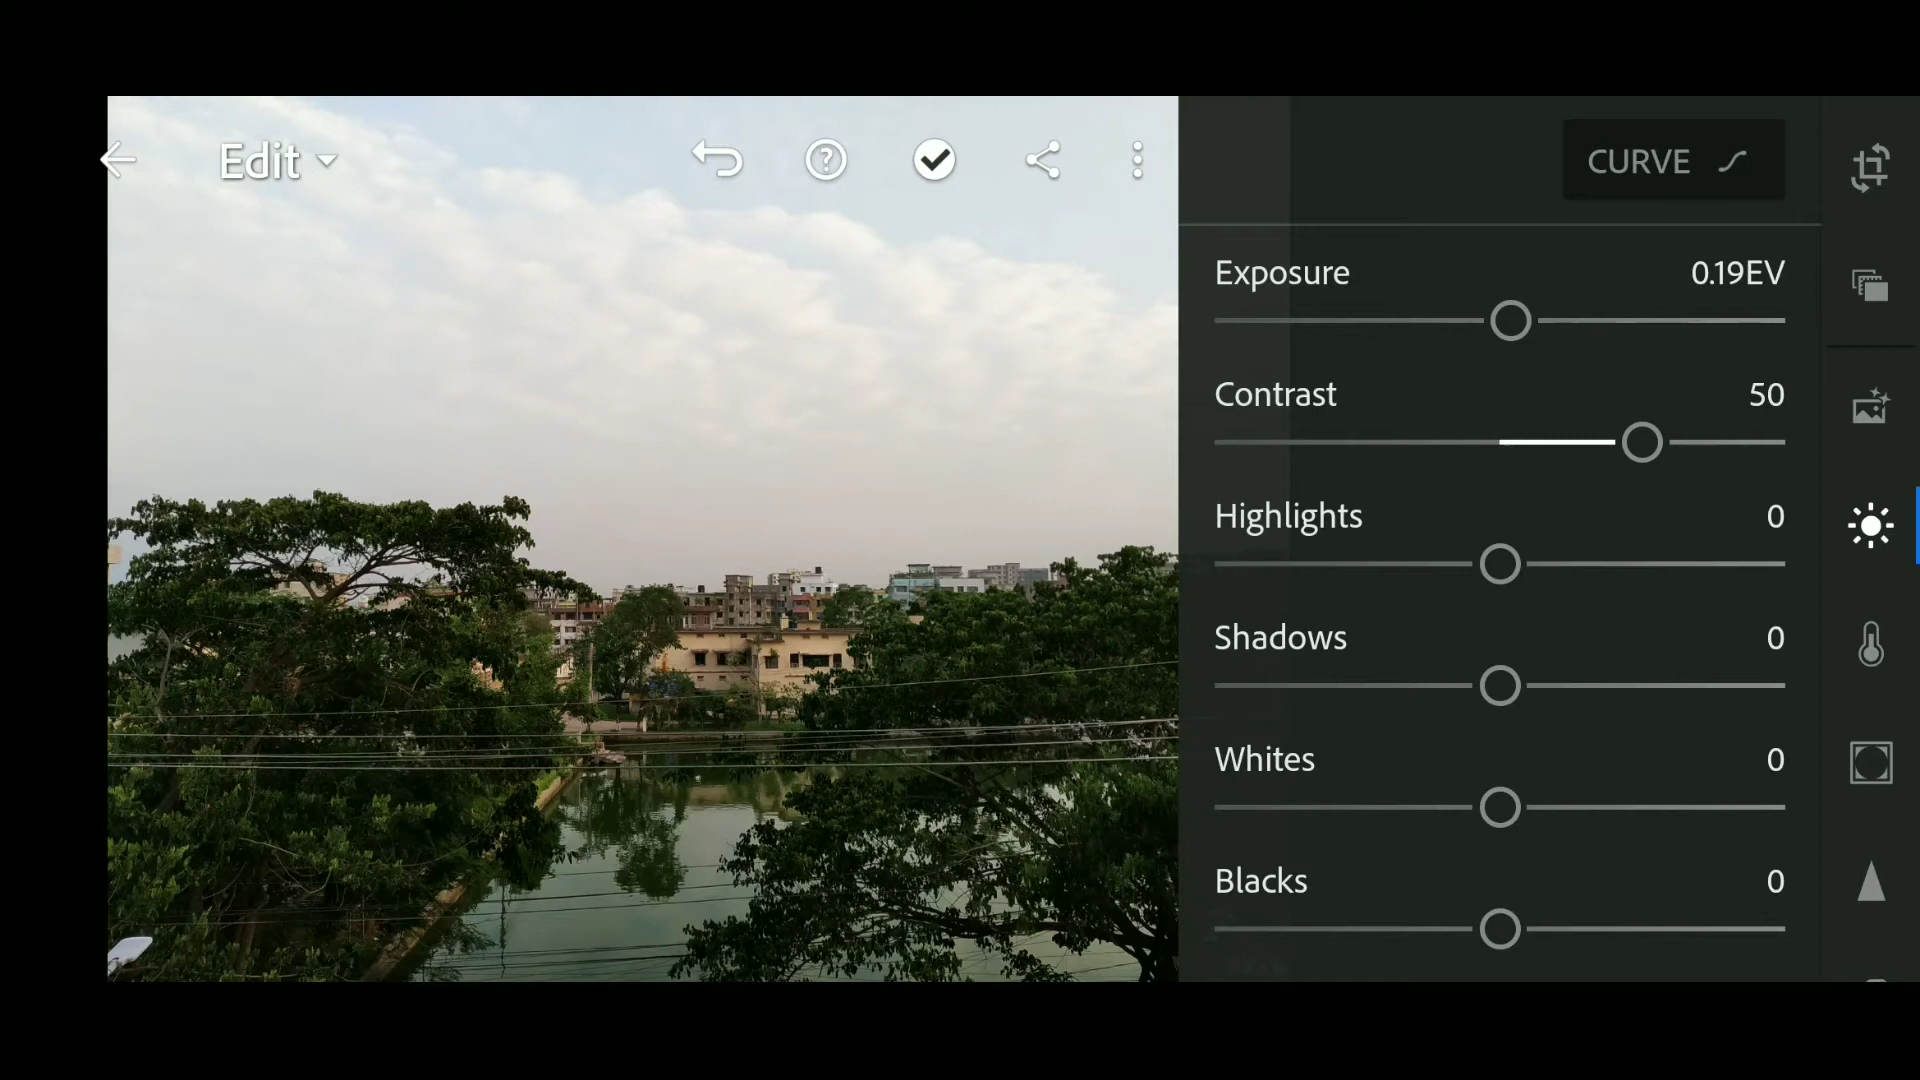 Edit
CURVE
Exposure 0.19EV
Contrast 50
Highlights 0
Shadows 0
Whites 0
Blacks 0